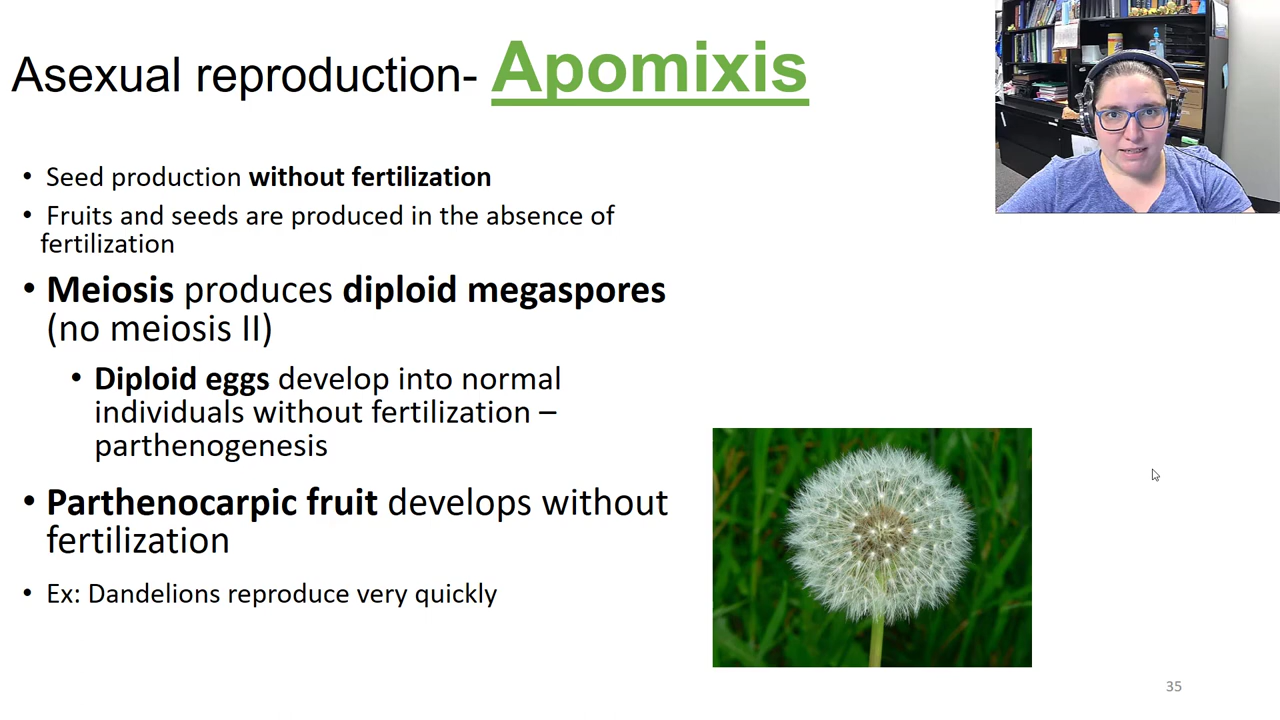 Asexual reproduction- Apomixis
• Seed production without fertilization
• Fruits and seeds are produced in the absence of
fertilization
• Meiosis produces diploid megaspores
(no meiosis II)
• Diploid eggs develop into normal
individuals without fertilization –
parthenogenesis
• Parthenocarpic fruit develops without
fertilization
• Ex: Dandelions reproduce very quickly
35